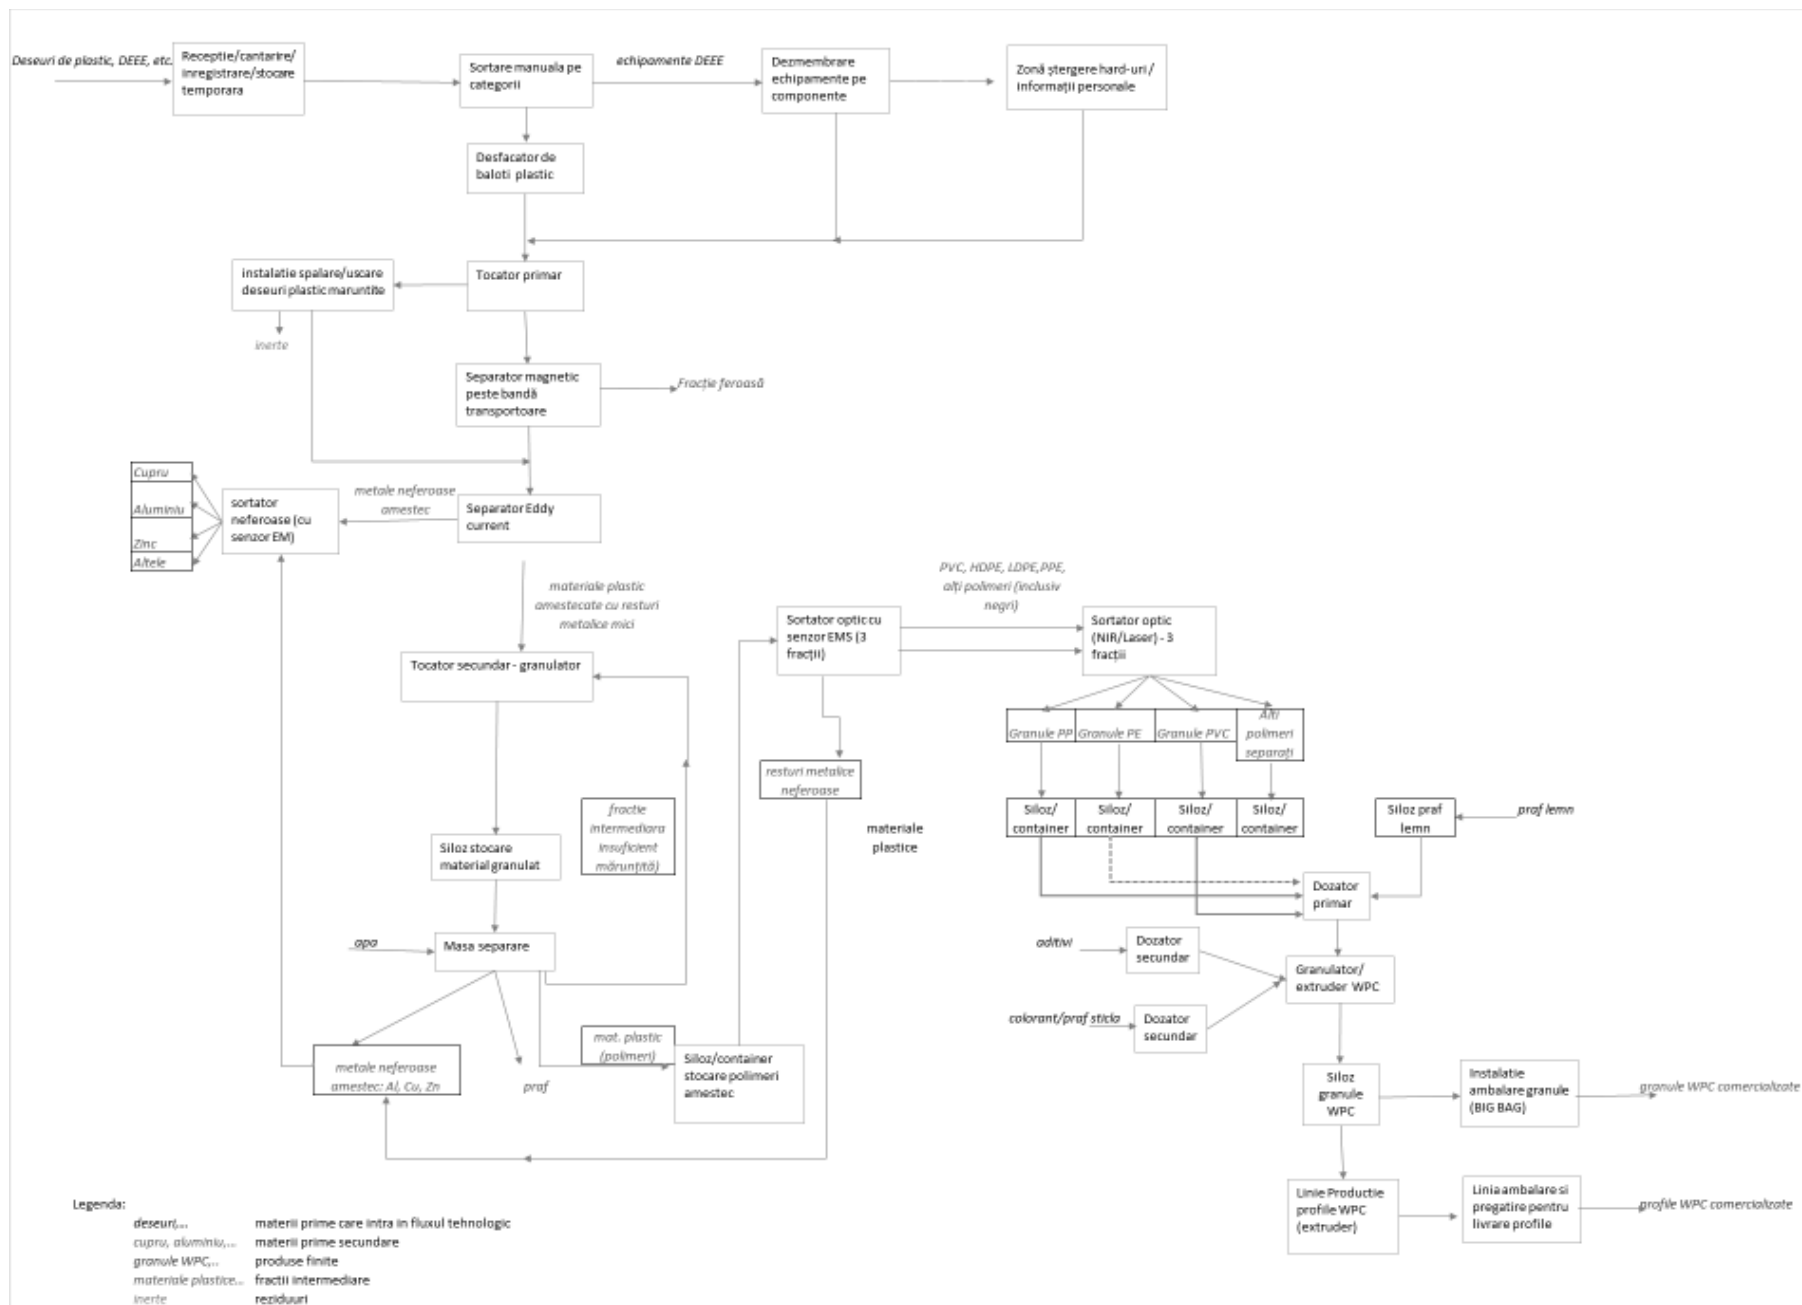 Deseuri de plastic, DEEE, etc.
Receptie/cantarire/
inregistrare/stocare
temporara
Sortare manuala pe
categorii
echipamente DEEE
Dezmembrare
echipamente pe
componente
Zonă ștergere hard-uri /
informații personale
Desfacator de
baloti plastic
instalatie spalare/uscare
deseuri plastic maruntite
Tocator primar
inerte
Separator magnetic
peste bandă
transportoare
Fracție feroasă
Cupru
Aluminiu
Zinc
Altele
sortator
neferoase (cu
senzor EM)
metale neferoase
amestec
Separator Eddy
current
materiale plastic
amestecate cu resturi
metalice mici
PVC, HDPE, LDPE,PPE,
alți polimeri (inclusiv
negri)
Sortator optic cu
senzor EMS (3
fracții)
Sortator optic
(NIR/Laser) - 3
fracții
Tocator secundar - granulator
Granule PP
Granule PE
Granule PVC
Alti
polimeri
separați
resturi metalice
neferoase
fractie
intermediara
insuficient
mărunțită)
Siloz/
container
Siloz/
container
Siloz/
container
Siloz/
container
Siloz praf
lemn
praf lemn
materiale
plastice
Siloz stocare
material granulat
Dozator
primar
apa
Masa separare
aditivi
Dozator
secundar
Granulator/
extruder WPC
colorant/praf sticla
Dozator
secundar
mat. plastic
(polimeri)
Siloz/container
stocare polimeri
amestec
metale neferoase
amestec: Al, Cu, Zn
praf
Siloz
granule
WPC
Instalatie
ambalare granule
(BIG BAG)
granule WPC comercializate
Linie Productie
profile WPC
(extruder)
Linia ambalare si
pregatire pentru
livrare profile
profile WPC comercializate
Legenda:
deseuri,... materii prime care intra in fluxul tehnologic
cupru, aluminiu,... materii prime secundare
granule WPC,.. produse finite
materiale plastice... fractii intermediare
inerte reziduuri